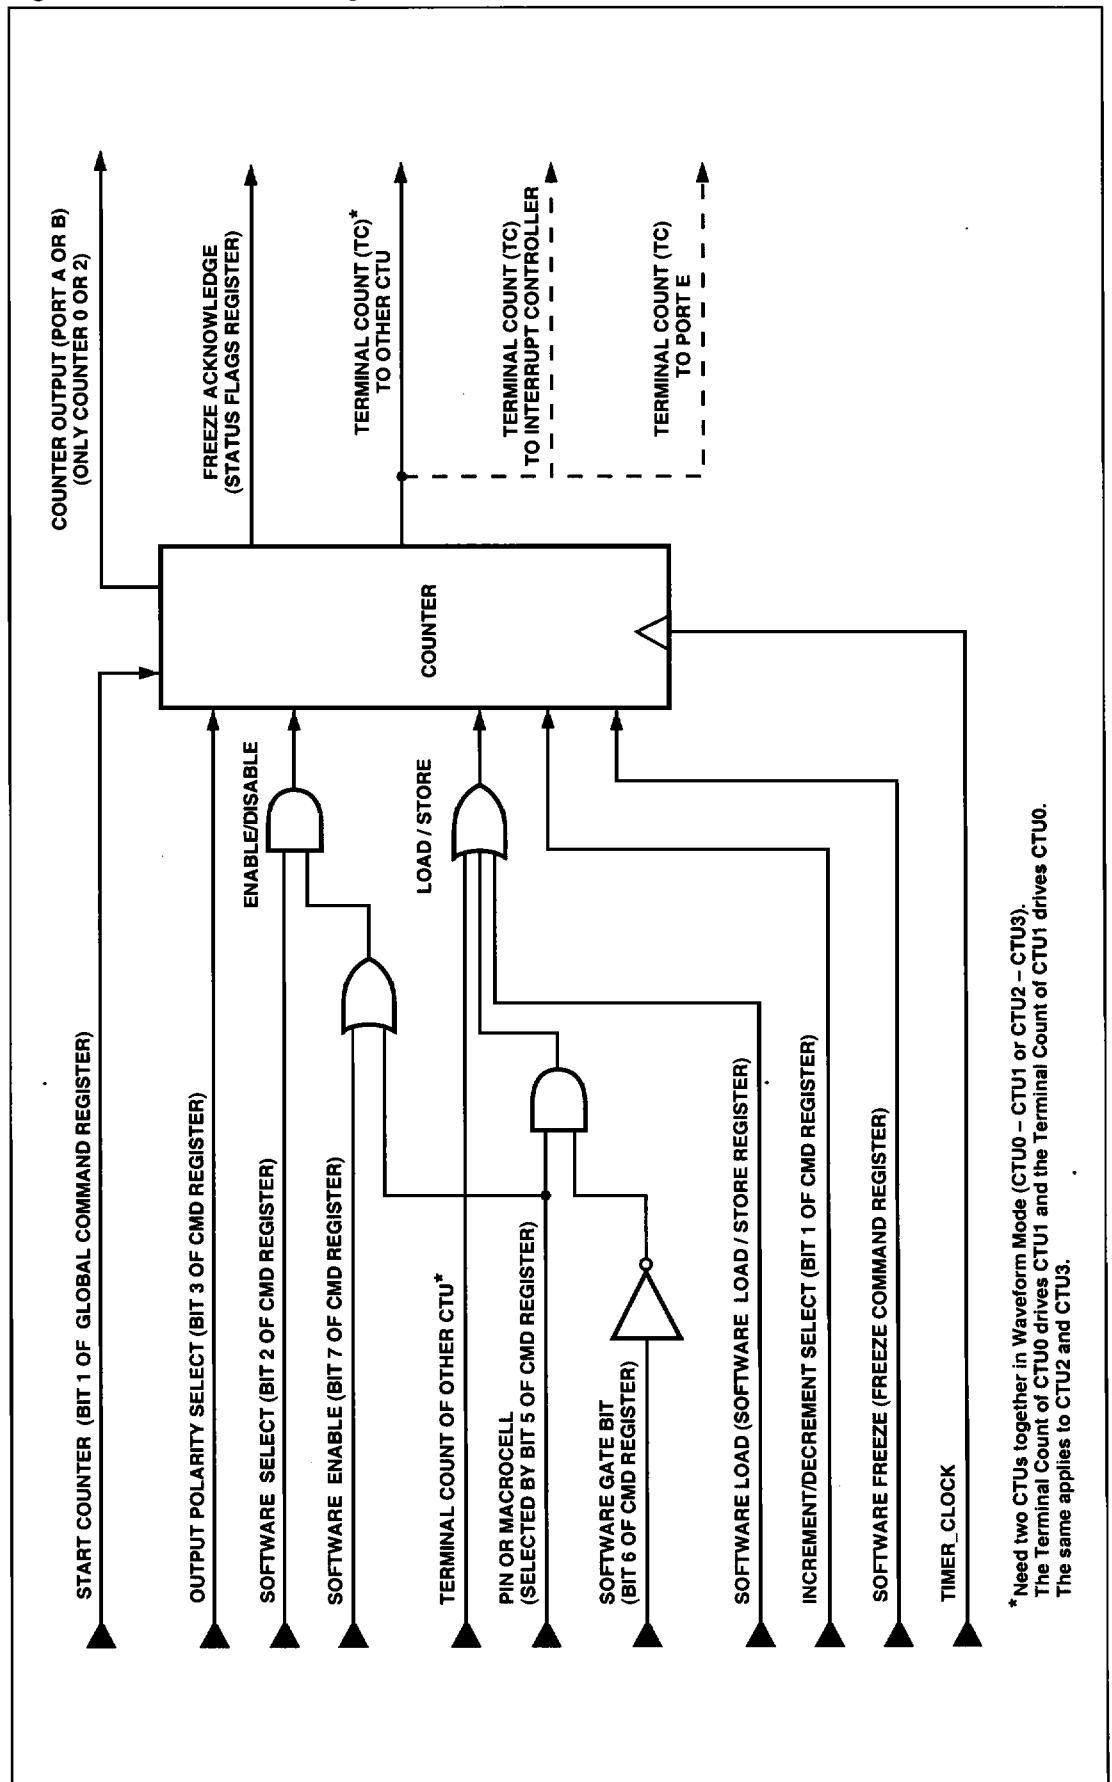 COUNTER OUTPUT (PORT A OR B)
(ONLY COUNTER 0 OR 2)
FREEZE ACKNOWLEDGE
(STATUS FLAGS REGISTER)
TERMINAL COUNT (TC)*
TO OTHER CTU
TERMINAL COUNT (TC)
TO INTERRUPT CONTROLLER
TERMINAL COUNT (TC)
TO PORT E
COUNTER
ENABLE/DISABLE
LOAD / STORE
START COUNTER (BIT 1 OF GLOBAL COMMAND REGISTER)
OUTPUT POLARITY SELECT (BIT 3 OF CMD REGISTER)
SOFTWARE SELECT (BIT 2 OF CMD REGISTER)
SOFTWARE ENABLE (BIT 7 OF CMD REGISTER)
TERMINAL COUNT OF OTHER CTU*
PIN OR MACROCELL
(SELECTED BY BIT 5 OF CMD REGISTER)
SOFTWARE GATE BIT
(BIT 6 OF CMD REGISTER)
SOFTWARE LOAD (SOFTWARE LOAD / STORE REGISTER)
INCREMENT/DECREMENT SELECT (BIT 1 OF CMD REGISTER)
SOFTWARE FREEZE (FREEZE COMMAND REGISTER)
TIMER_CLOCK
*Need two CTUs together in Waveform Mode (CTU0 – CTU1 or CTU2 – CTU3).
The Terminal Count of CTU0 drives CTU1 and the Terminal Count of CTU1 drives CTU0.
The same applies to CTU2 and CTU3.